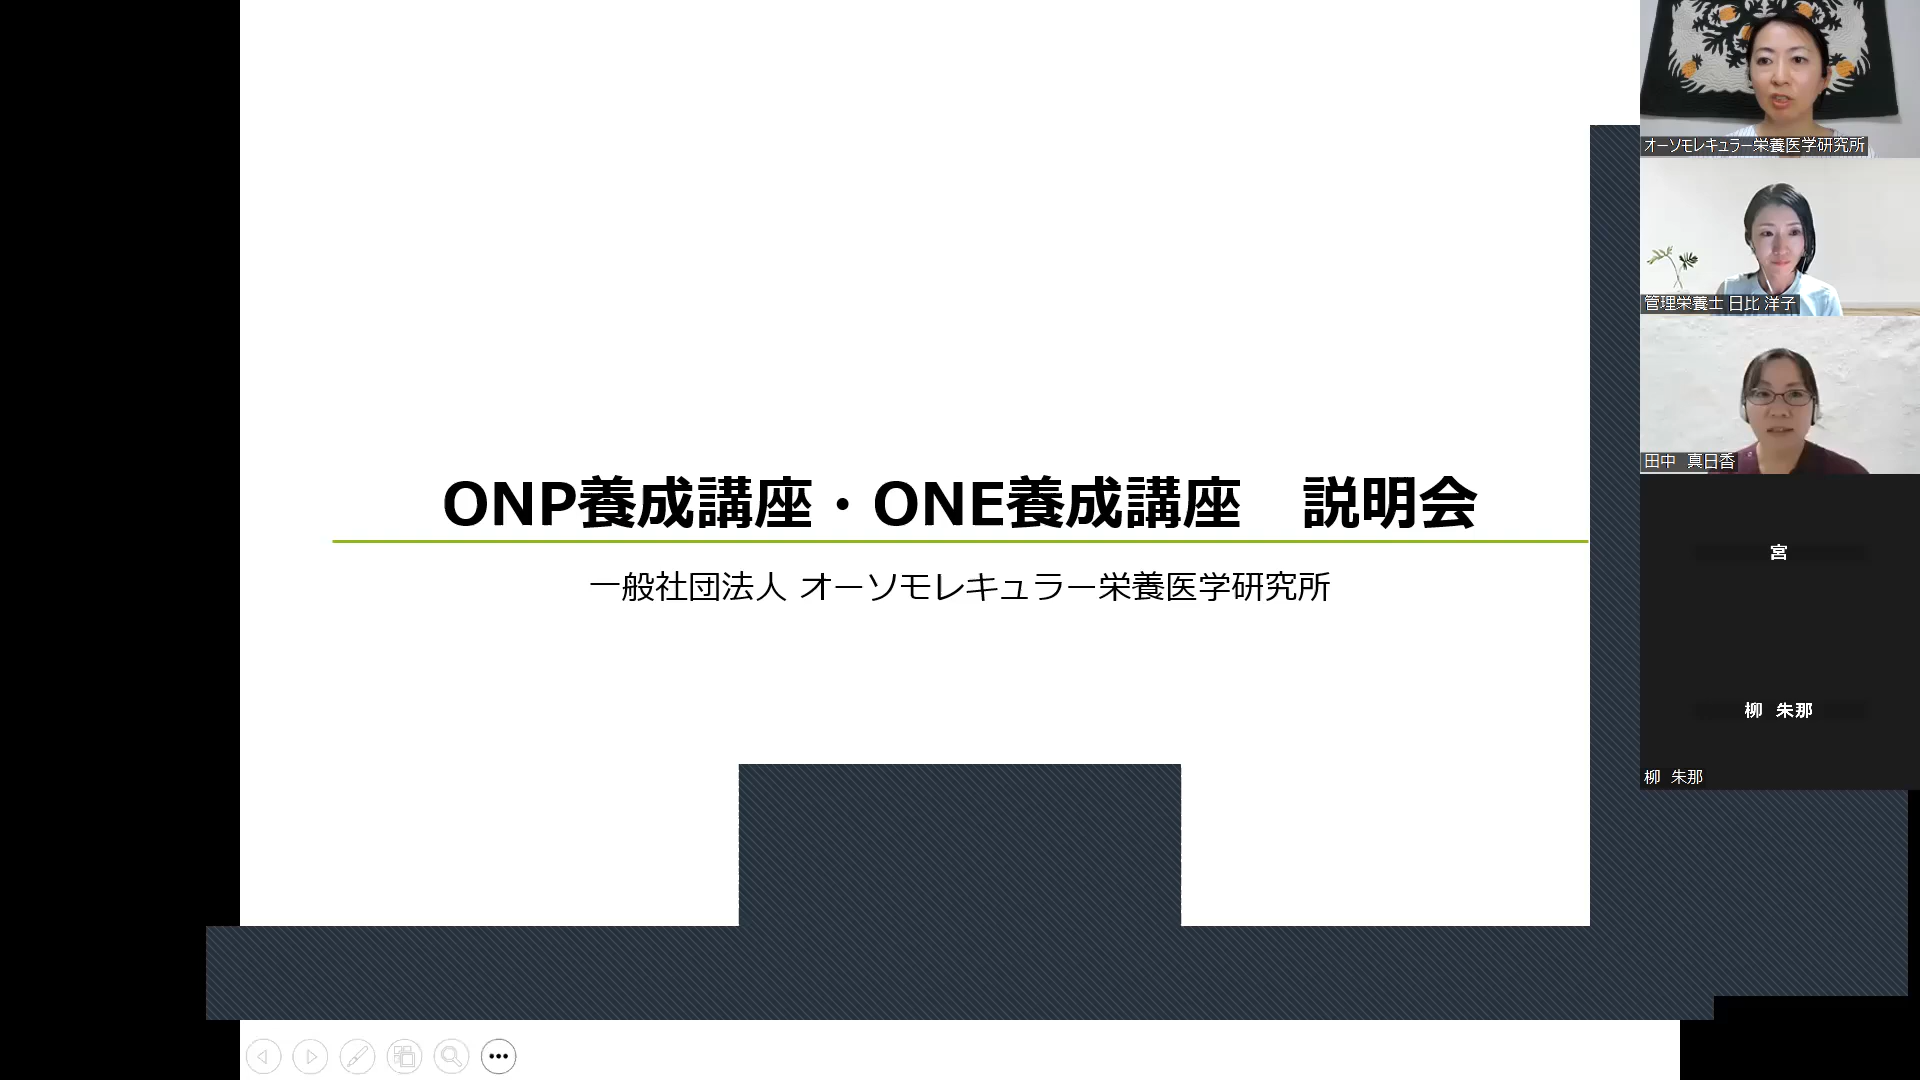 ONP養成講座・ONE養成講座　説明会
一般社団法人 オーソモレキュラー栄養医学研究所
オーソモレキュラー栄養医学研究所
管理栄養士 日比 洋子
田中　真日香
宮
柳　朱那
柳　朱那